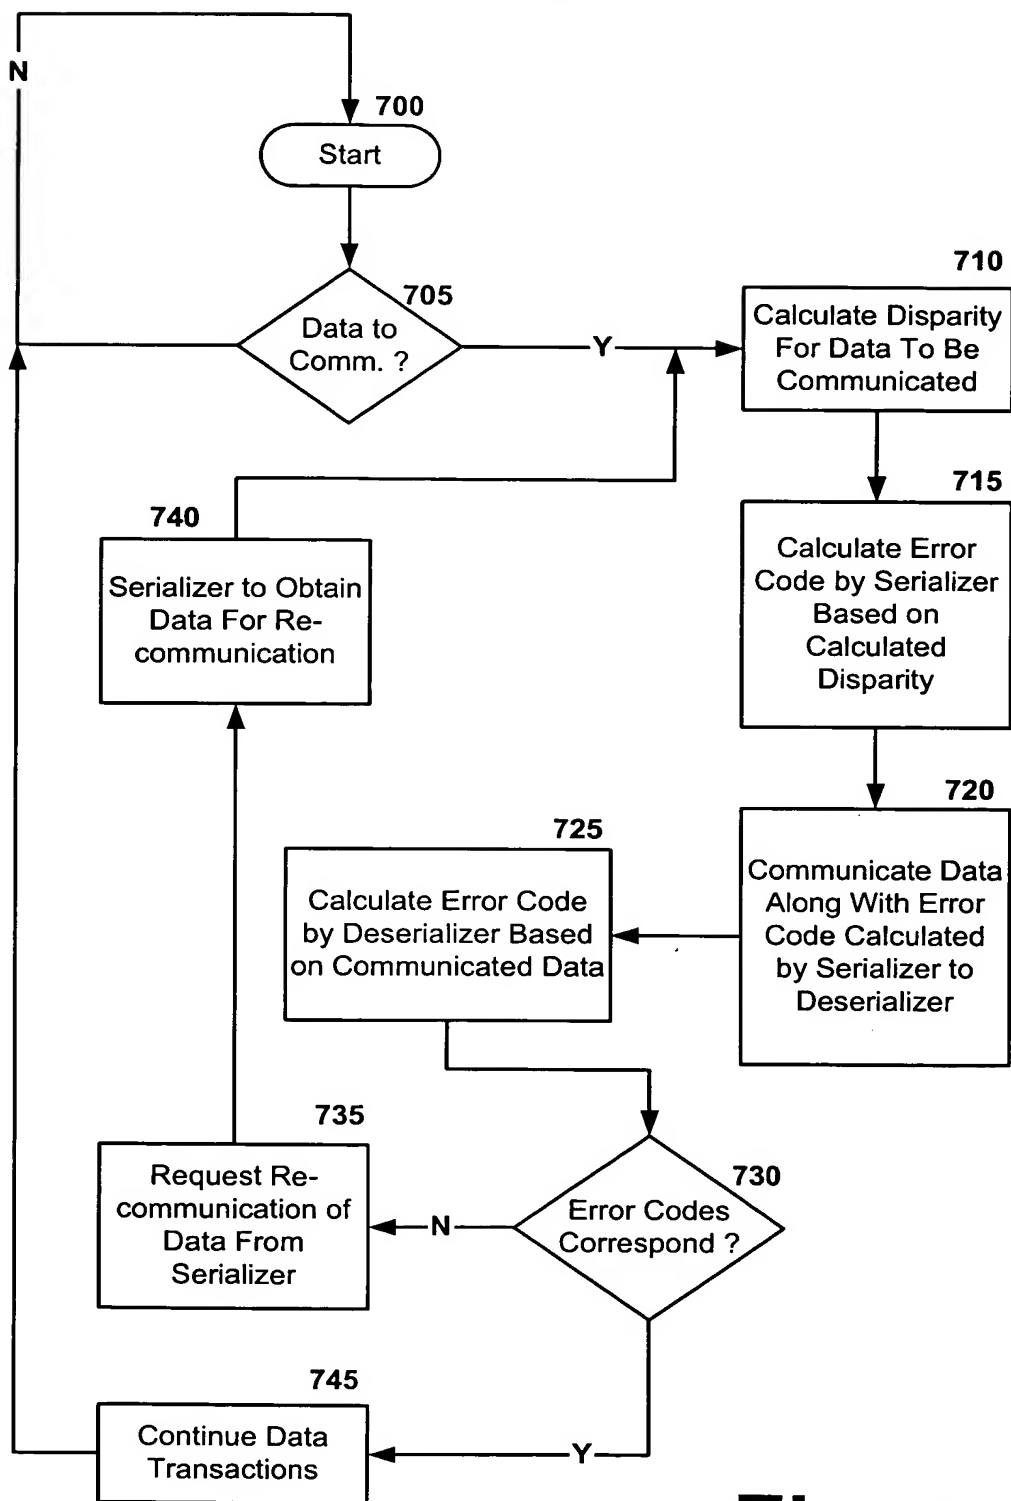 N
700
Start
705
Data to
Comm. ?
Y
710
Calculate Disparity
For Data To Be
Communicated
715
Calculate Error
Code by Serializer
Based on
Calculated
Disparity
740
Serializer to Obtain
Data For Re-
communication
720
Communicate Data
Along With Error
Code Calculated
by Serializer to
Deserializer
725
Calculate Error Code
by Deserializer Based
on Communicated Data
730
Error Codes
Correspond ?
N
735
Request Re-
communication of
Data From
Serializer
Y
745
Continue Data
Transactions